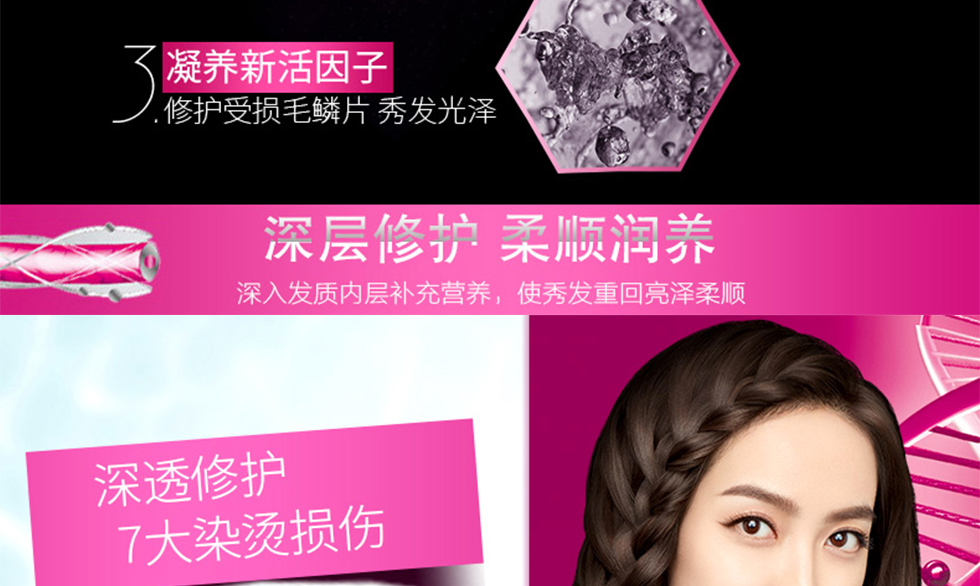 3.
凝养新活因子
修护受损毛鳞片 秀发光泽
深层修护 柔顺润养
深入发质内层补充营养，使秀发重回亮泽柔顺
深透修护
7大染烫损伤